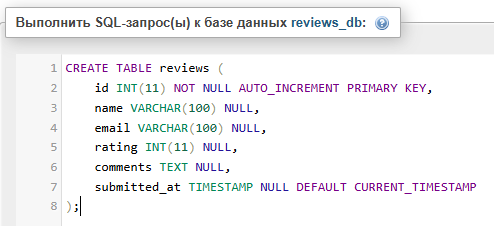 Выполнить SQL-запрос(ы) к базе данных reviews_db:
1 CREATE TABLE reviews (
2 id INT(11) NOT NULL AUTO_INCREMENT PRIMARY KEY,
3 name VARCHAR(100) NULL,
4 email VARCHAR(100) NULL,
5 rating INT(11) NULL,
6 comments TEXT NULL,
7 submitted_at TIMESTAMP NULL DEFAULT CURRENT_TIMESTAMP
8 );